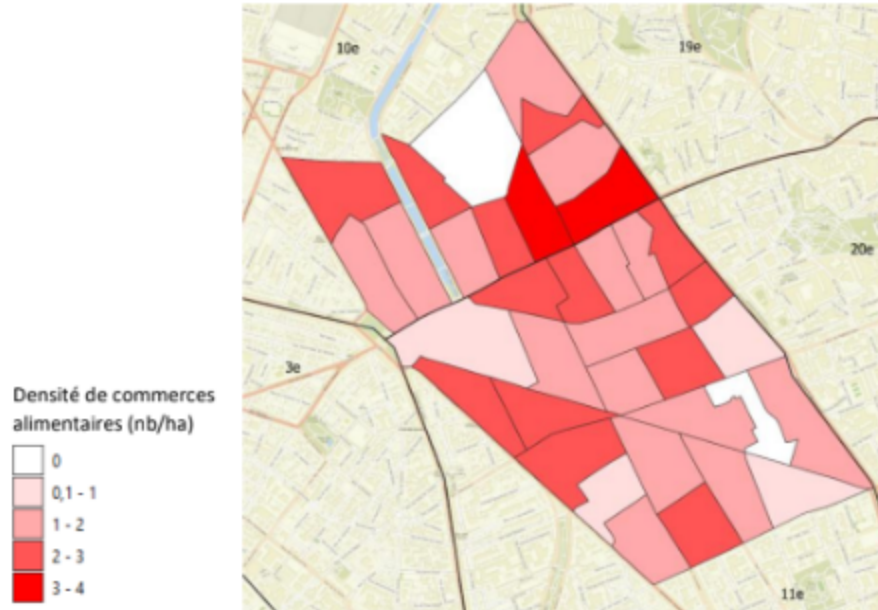 10e
19e
20e
3e
11e
Densité de commerces
alimentaires (nb/ha)
0
0,1 - 1
1 - 2
2 - 3
3 - 4